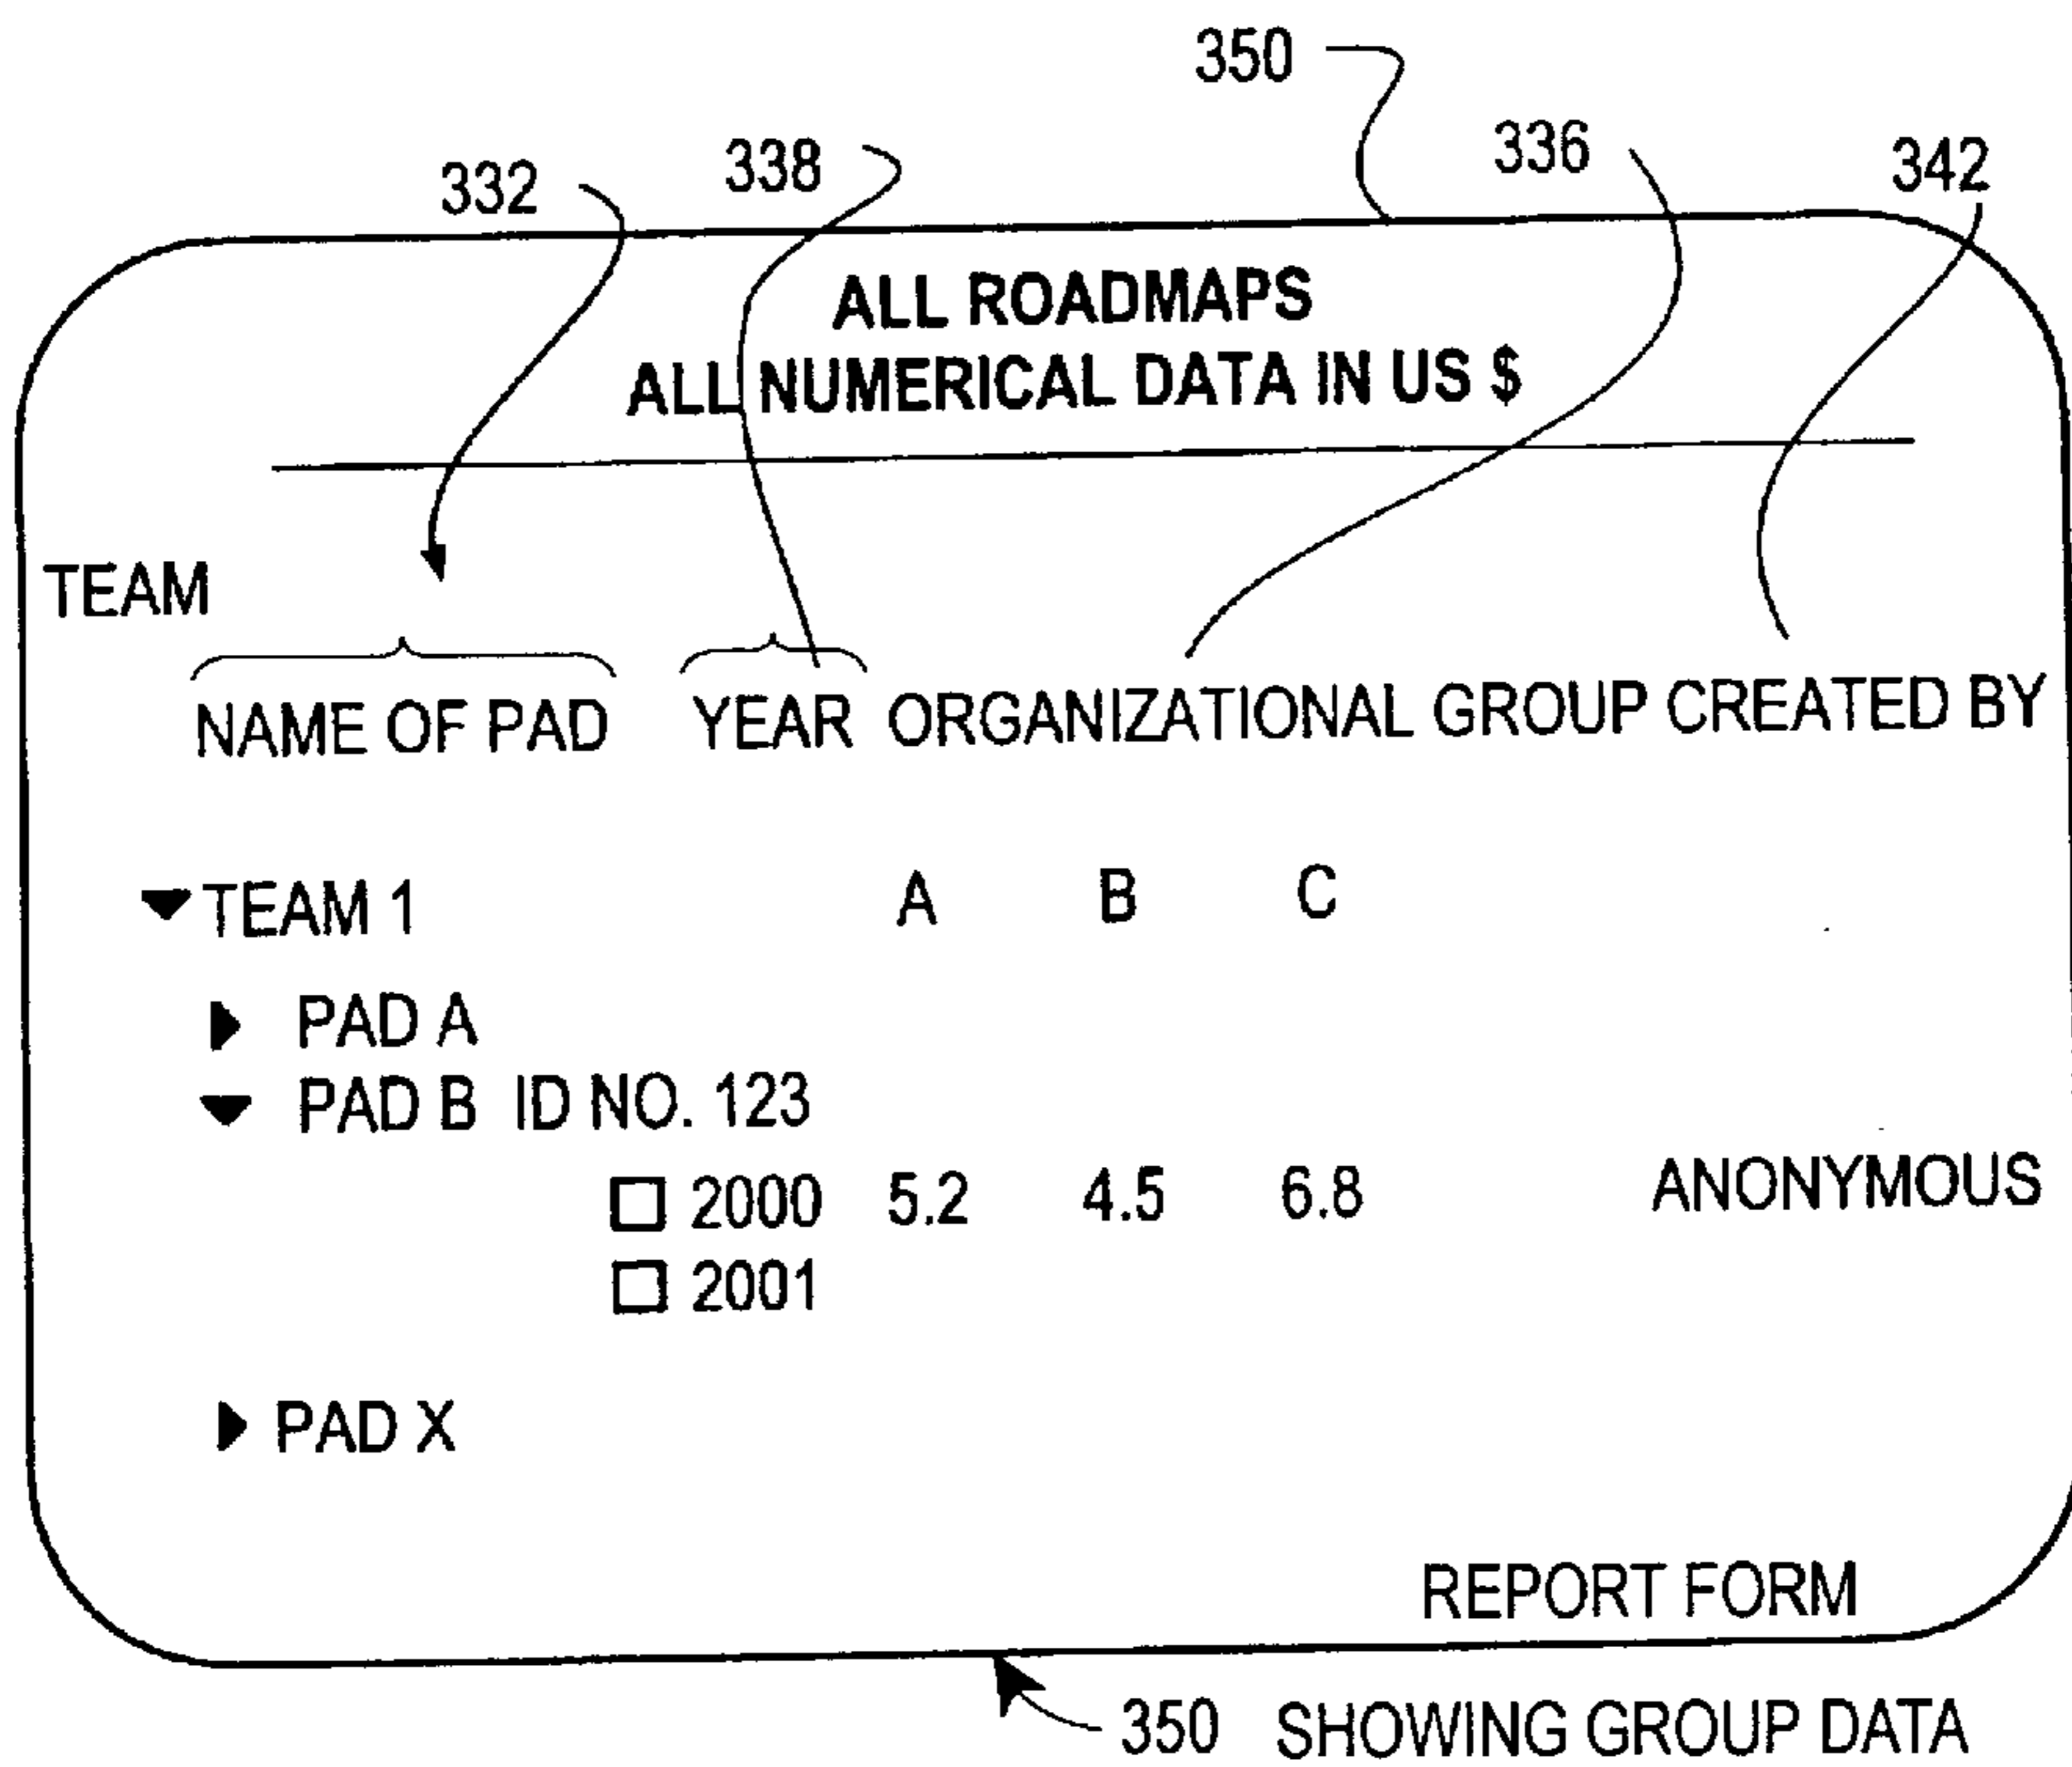 350
332 338 336 342
ALL ROADMAPS
ALL NUMERICAL DATA IN US $
TEAM
NAME OF PAD YEAR ORGANIZATIONAL GROUP CREATED BY
TEAM 1 A B C
PAD A
PAD B ID NO. 123
2000 5.2 4.5 6.8 ANONYMOUS
2001
PAD X
REPORT FORM
350 SHOWING GROUP DATA